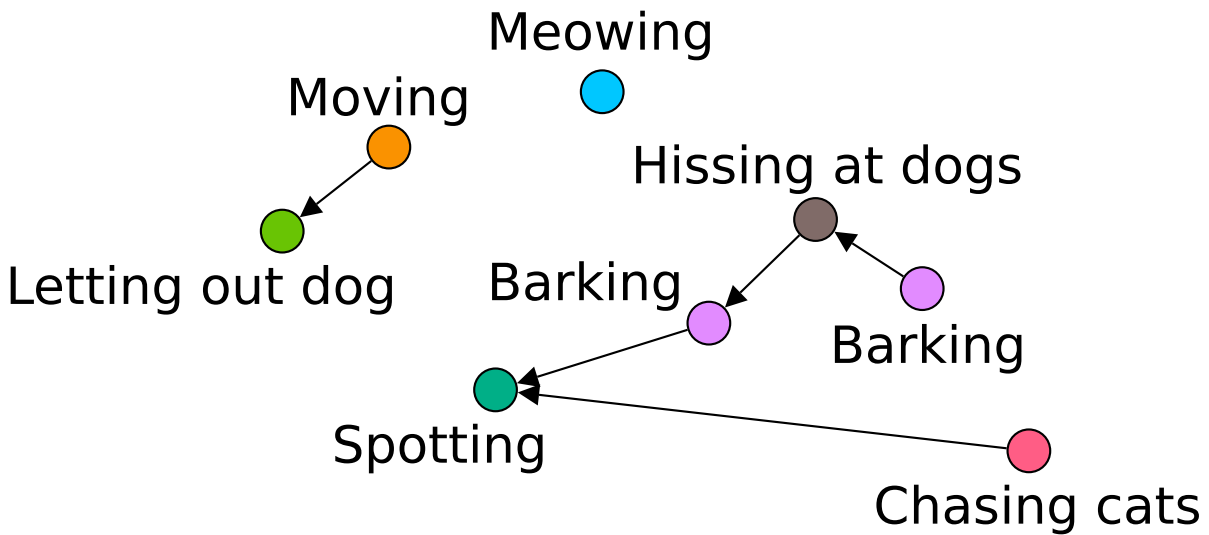 Meowing
Moving
Hissing at dogs
Letting out dog
Barking
Barking
Spotting
Chasing cats